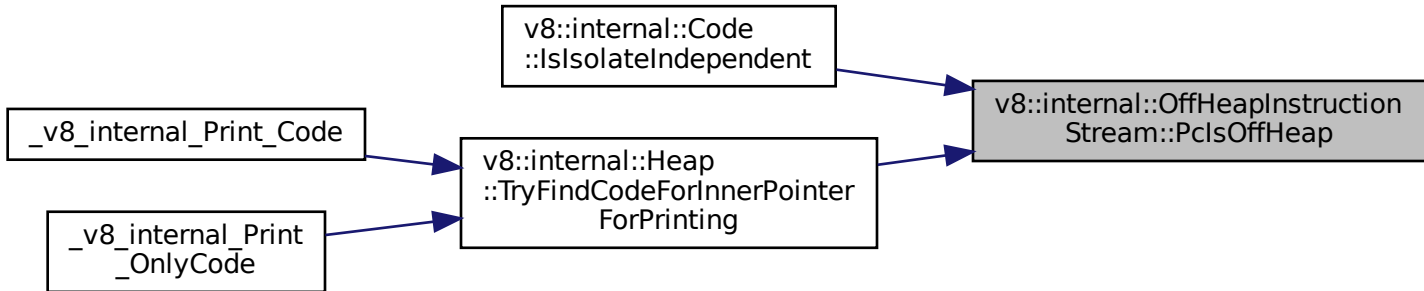 v8::internal::Code
::IsIsolateIndependent
v8::internal::OffHeapInstruction
Stream::PcIsOffHeap
_v8_internal_Print_Code
v8::internal::Heap
::TryFindCodeForInnerPointer
ForPrinting
_v8_internal_Print
_OnlyCode